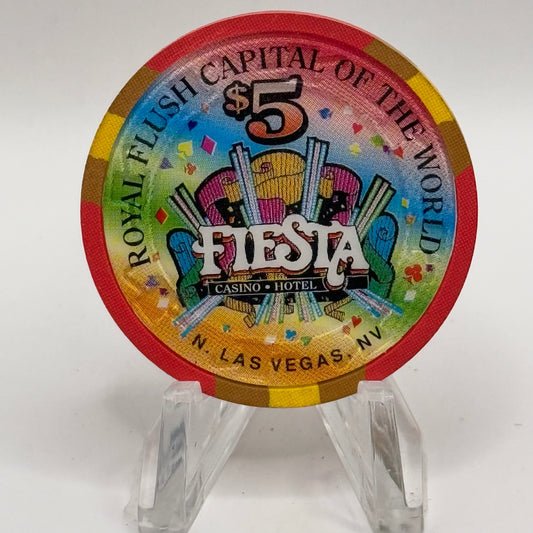 ROYAL FLUSH CAPITAL OF THE WORLD
$5
FIESTA
CASINO • HOTEL
N. LAS VEGAS, NV